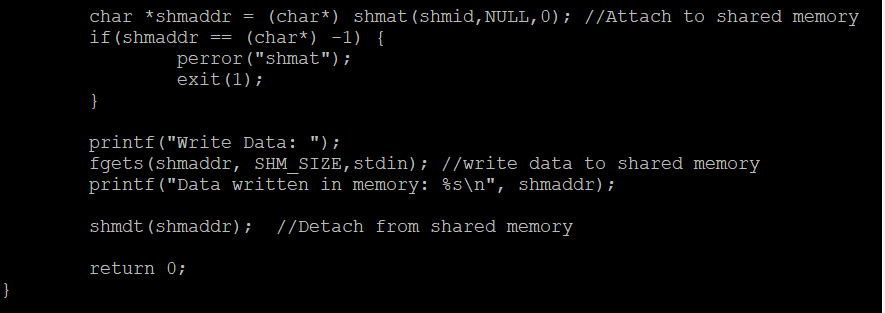 char *shmaddr = (char*) shmat(shmid,NULL,0); //Attach to shared memory
if(shmaddr == (char*) -1) {
perror("shmat");
exit(1);
}
printf("Write Data: ");
fgets(shmaddr, SHM_SIZE,stdin); //write data to shared memory
printf("Data written in memory: %s\n", shmaddr);
shmdt(shmaddr);  //Detach from shared memory
return 0;
}